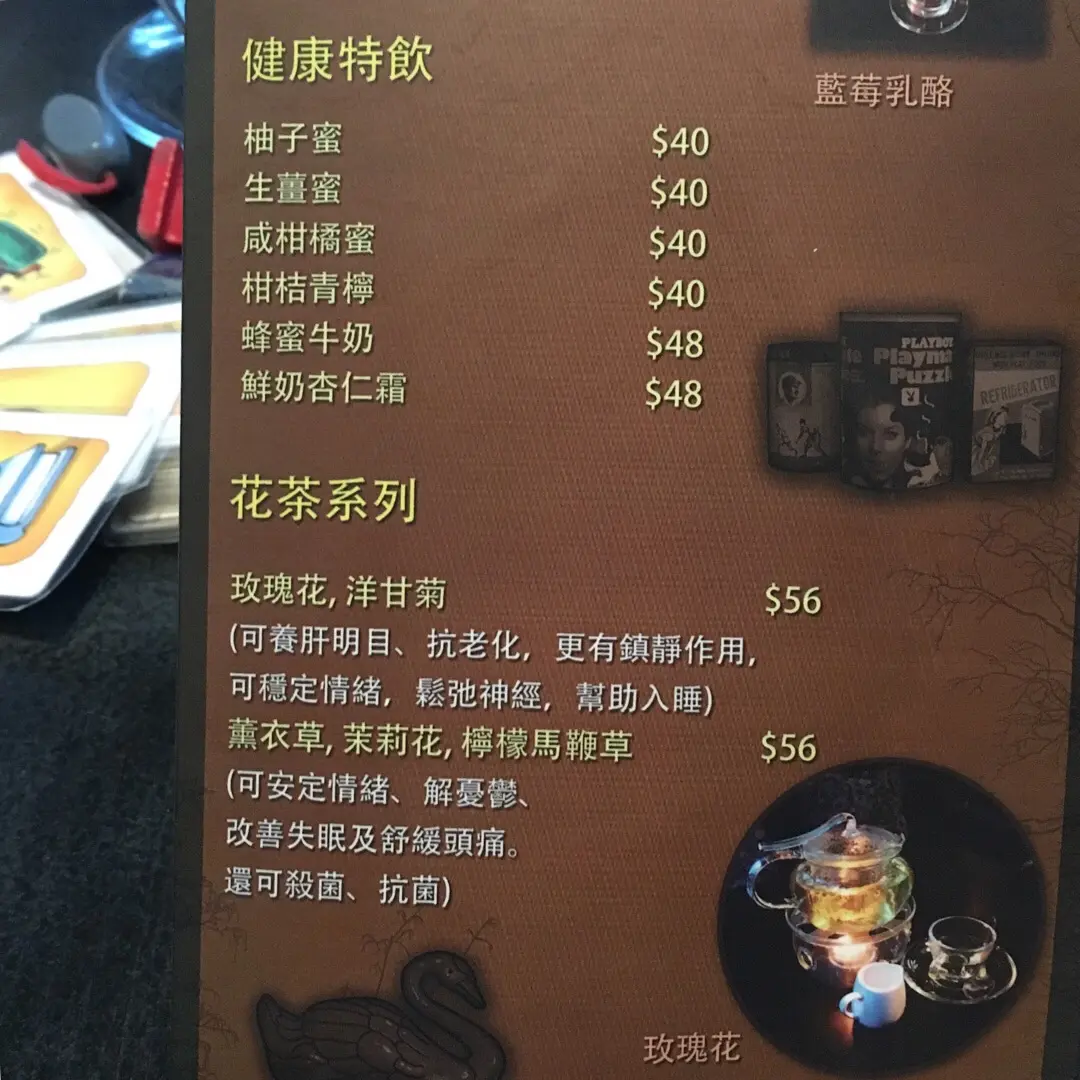 健康特飲
藍莓乳酪
柚子蜜 $40
生薑蜜 $40
咸柑橘蜜 $40
柑桔青檸 $40
蜂蜜牛奶 $48
鮮奶杏仁霜 $48
PLAYBOY
Playma
Puzzl
REFRIGERATOR
花茶系列
玫瑰花, 洋甘菊 $56
(可養肝明目、抗老化，更有鎮靜作用，
可穩定情緒，鬆弛神經，幫助入睡)
薰衣草, 茉莉花, 檸檬馬鞭草 $56
(可安定情緒、解憂鬱、
改善失眠及舒緩頭痛。
還可殺菌、抗菌)
玫瑰花